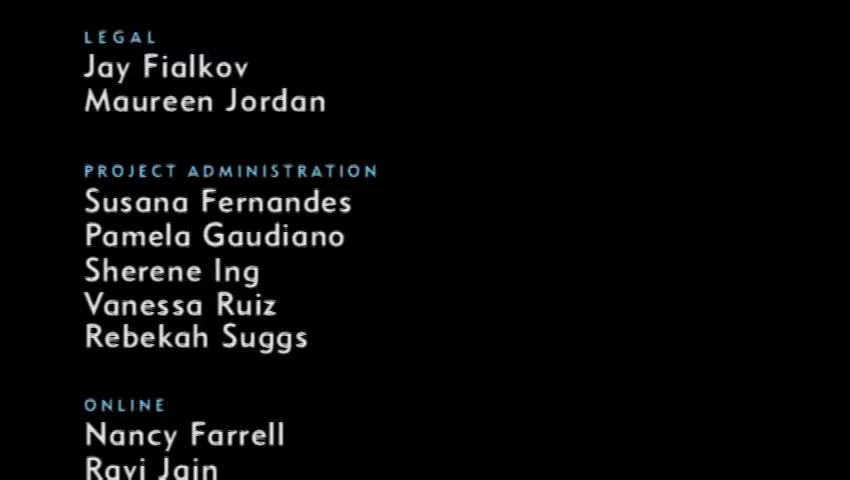 LEGAL
Jay Fialkov
Maureen Jordan
PROJECT ADMINISTRATION
Susana Fernandes
Pamela Gaudiano
Sherene Ing
Vanessa Ruiz
Rebekah Suggs
ONLINE
Nancy Farrell
Ravi Jain